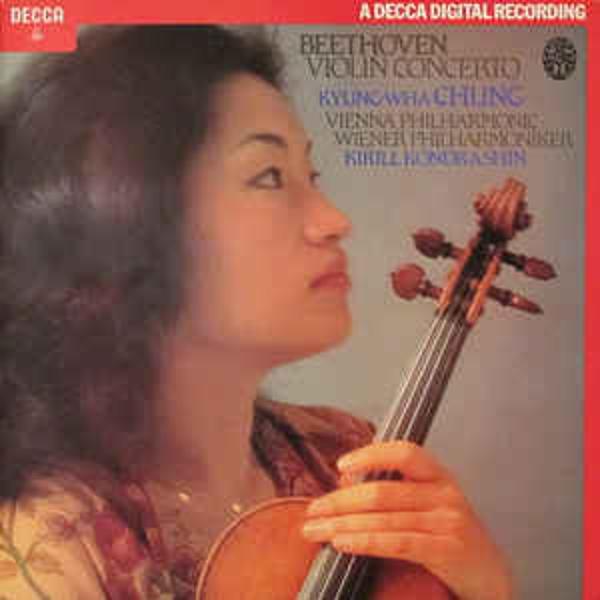 DECCA
A DECCA DIGITAL RECORDING
BEETHOVEN
VIOLIN CONCERTO
KYUNG-WHA CHUNG
VIENNA PHILHARMONIC
WIENER PHILHARMONIKER
KIRILL KONDRASHIN